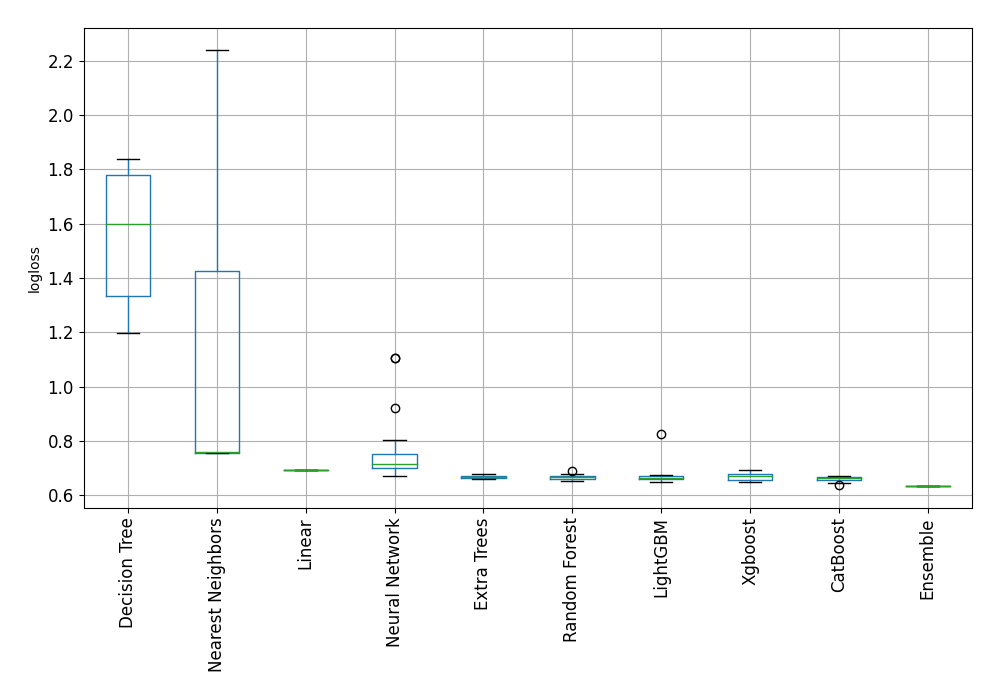 2.2
2.0
1.8
1.6
1.4
1.2
1.0
0.8
0.6
logloss
Decision Tree
Nearest Neighbors
Linear
Neural Network
Extra Trees
Random Forest
LightGBM
Xgboost
CatBoost
Ensemble